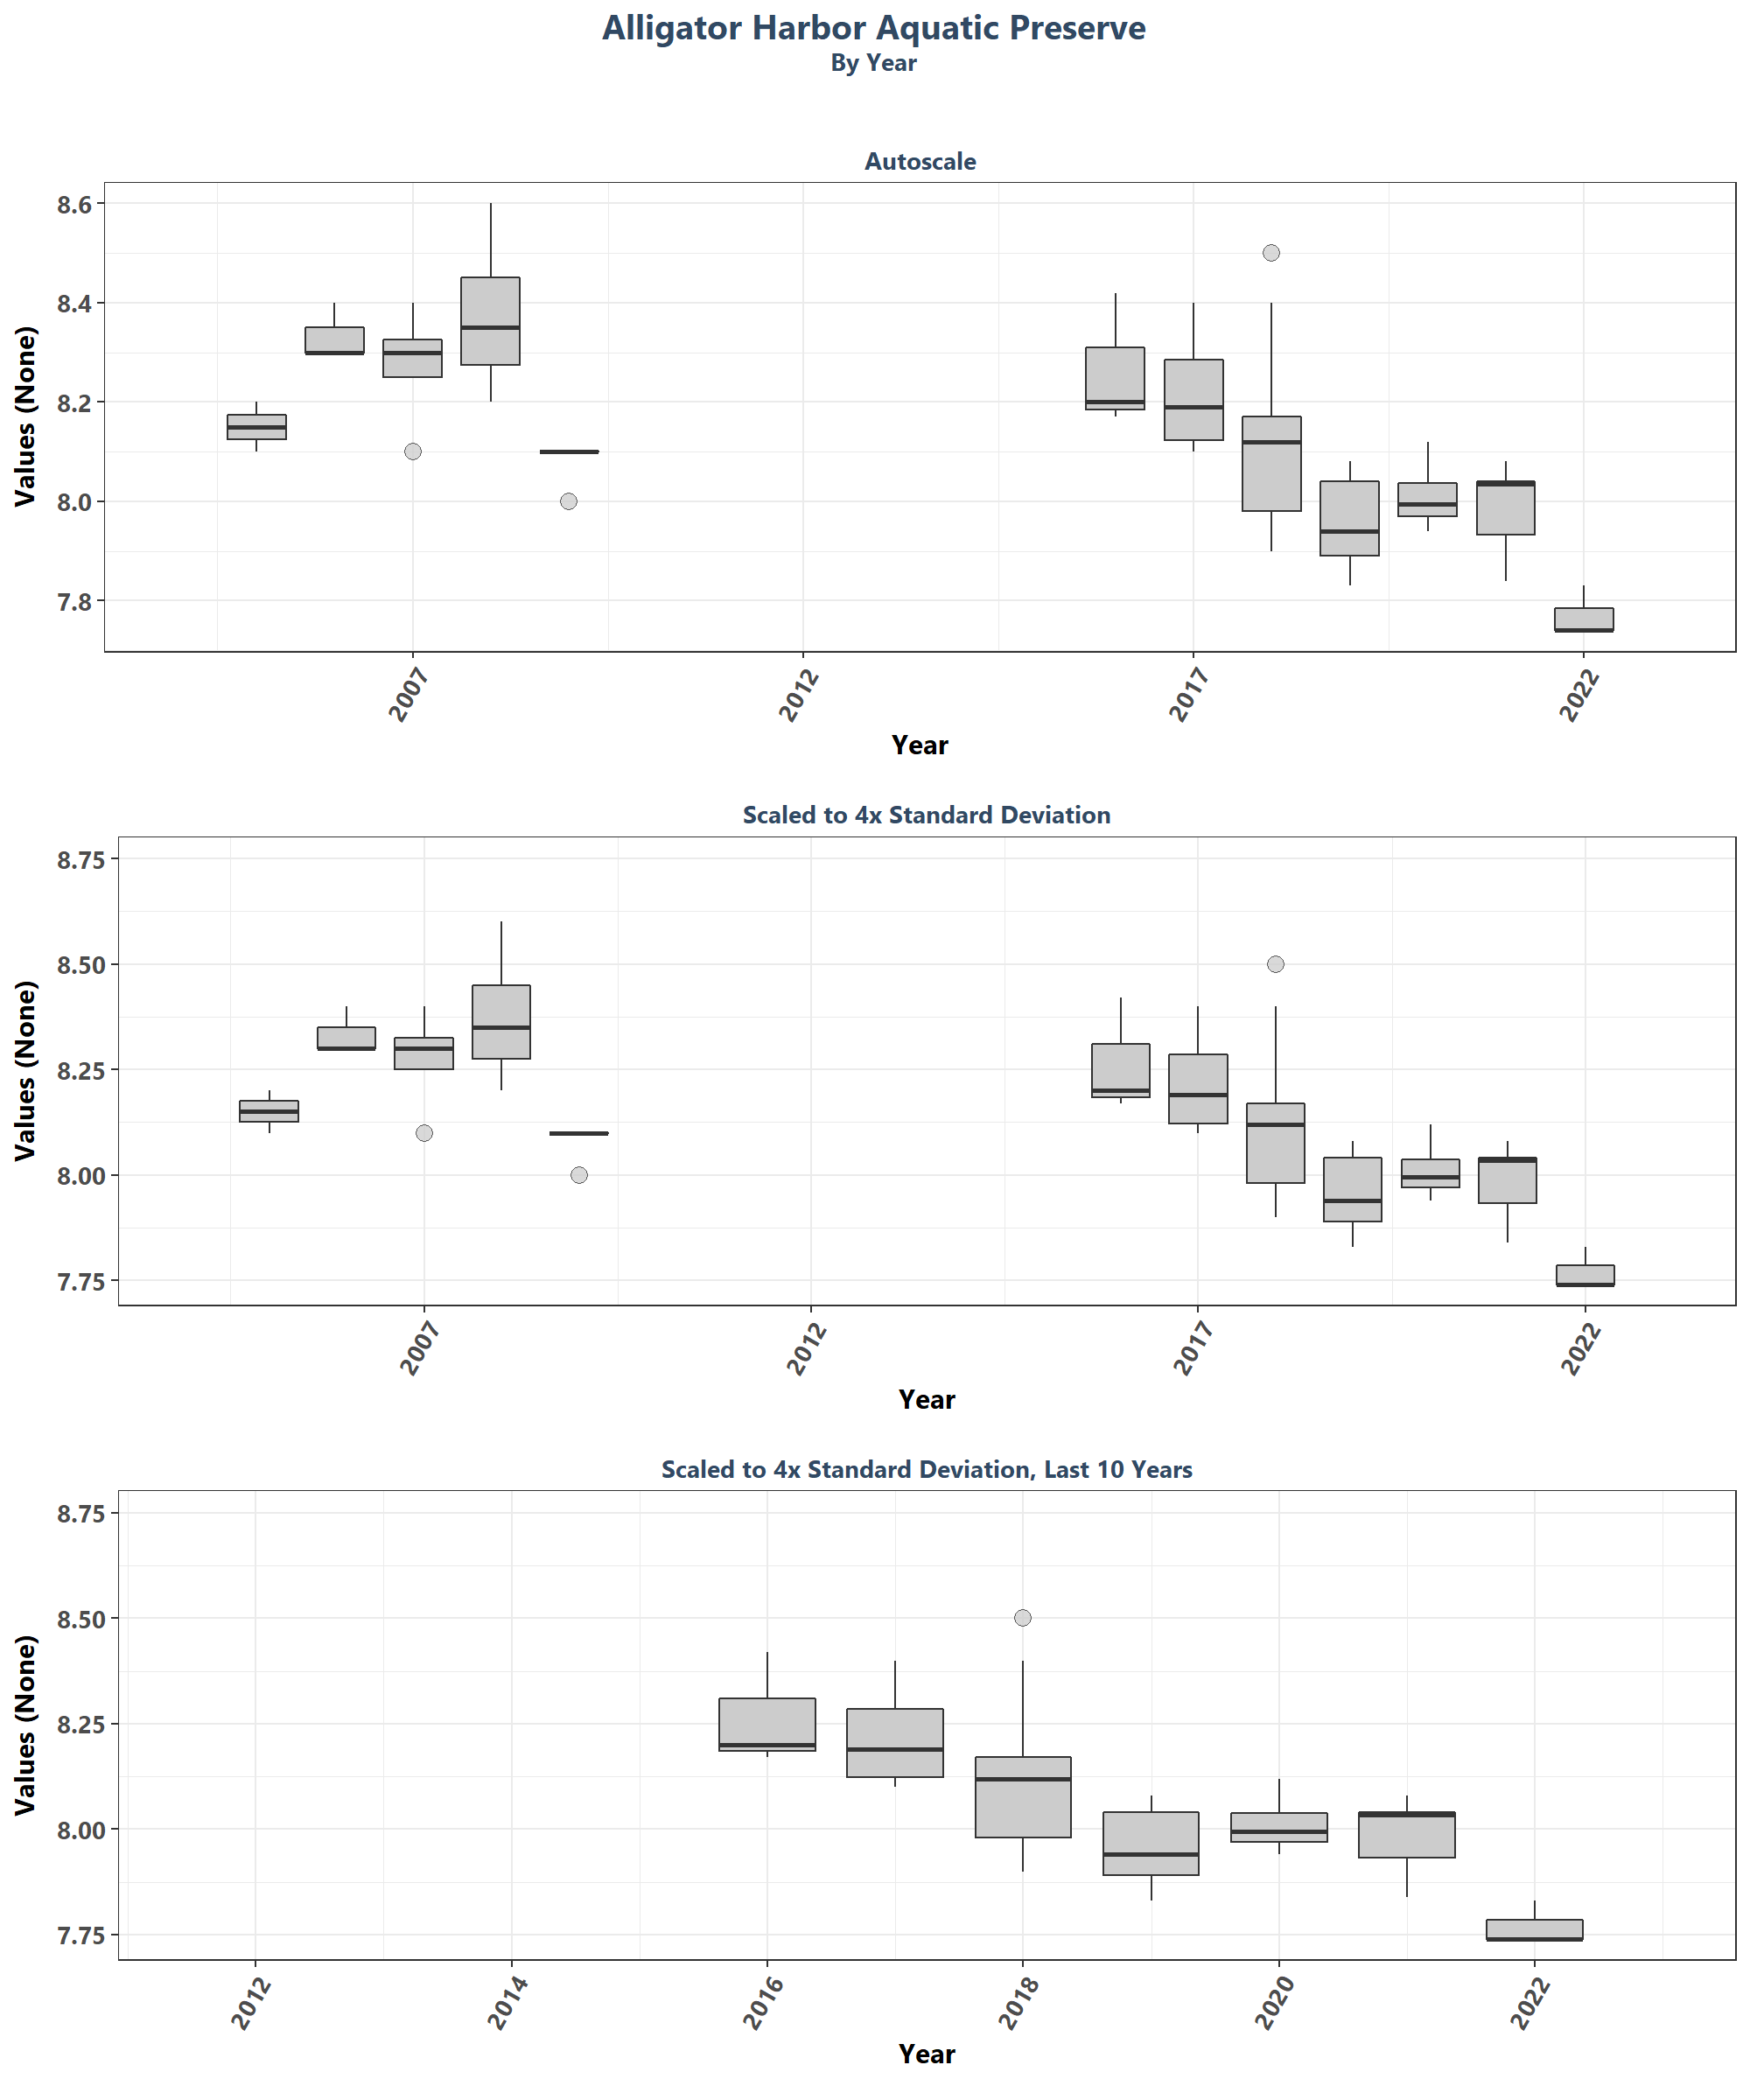 Alligator Harbor Aquatic Preserve
By Year
Autoscale
Values (None)
8.6
8.4
8.2
8.0
7.8
2007
2012
2017
2022
Year
Scaled to 4x Standard Deviation
Values (None)
8.75
8.50
8.25
8.00
7.75
2007
2012
2017
2022
Year
Scaled to 4x Standard Deviation, Last 10 Years
Values (None)
8.75
8.50
8.25
8.00
7.75
2012
2014
2016
2018
2020
2022
Year